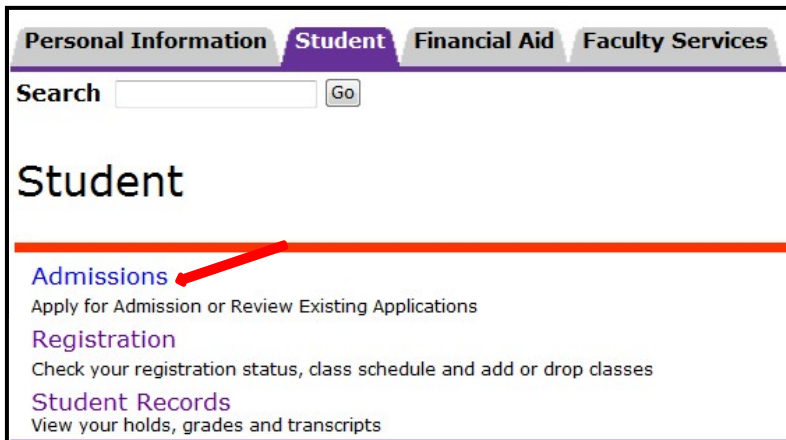 Personal Information Student Financial Aid Faculty Services
Search Go
Student
Admissions
Apply for Admission or Review Existing Applications
Registration
Check your registration status, class schedule and add or drop classes
Student Records
View your holds, grades and transcripts